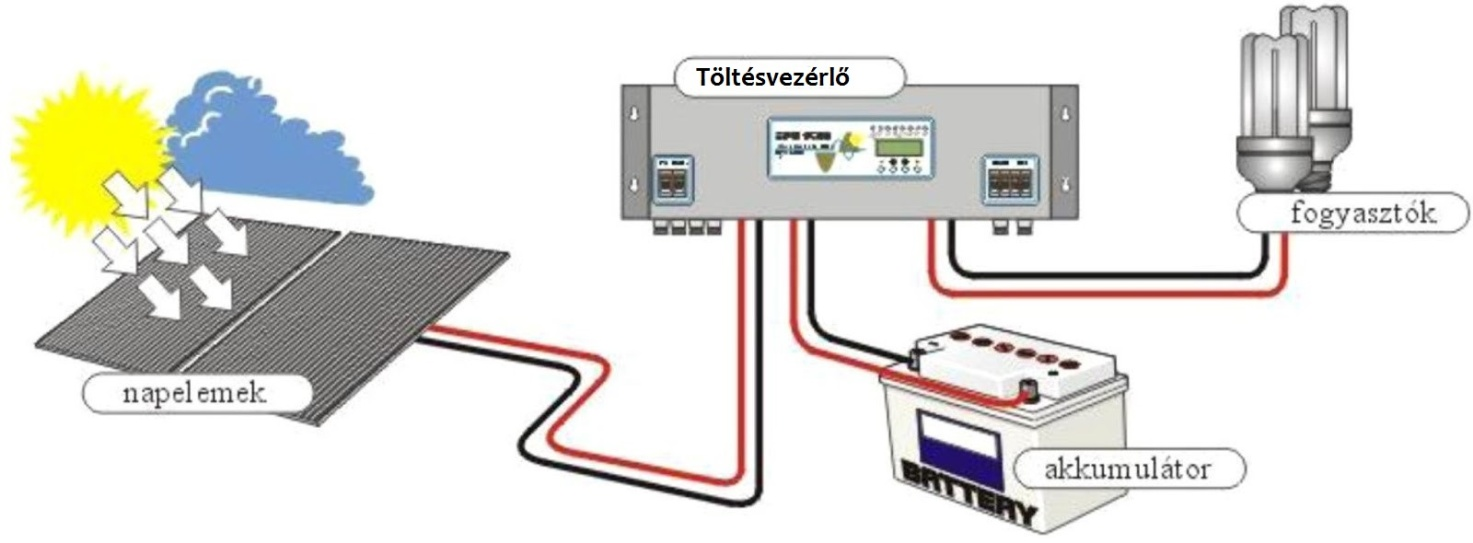 Töltésvezérlő
fogyasztók
napelemek
akkumulátor
BATTERY